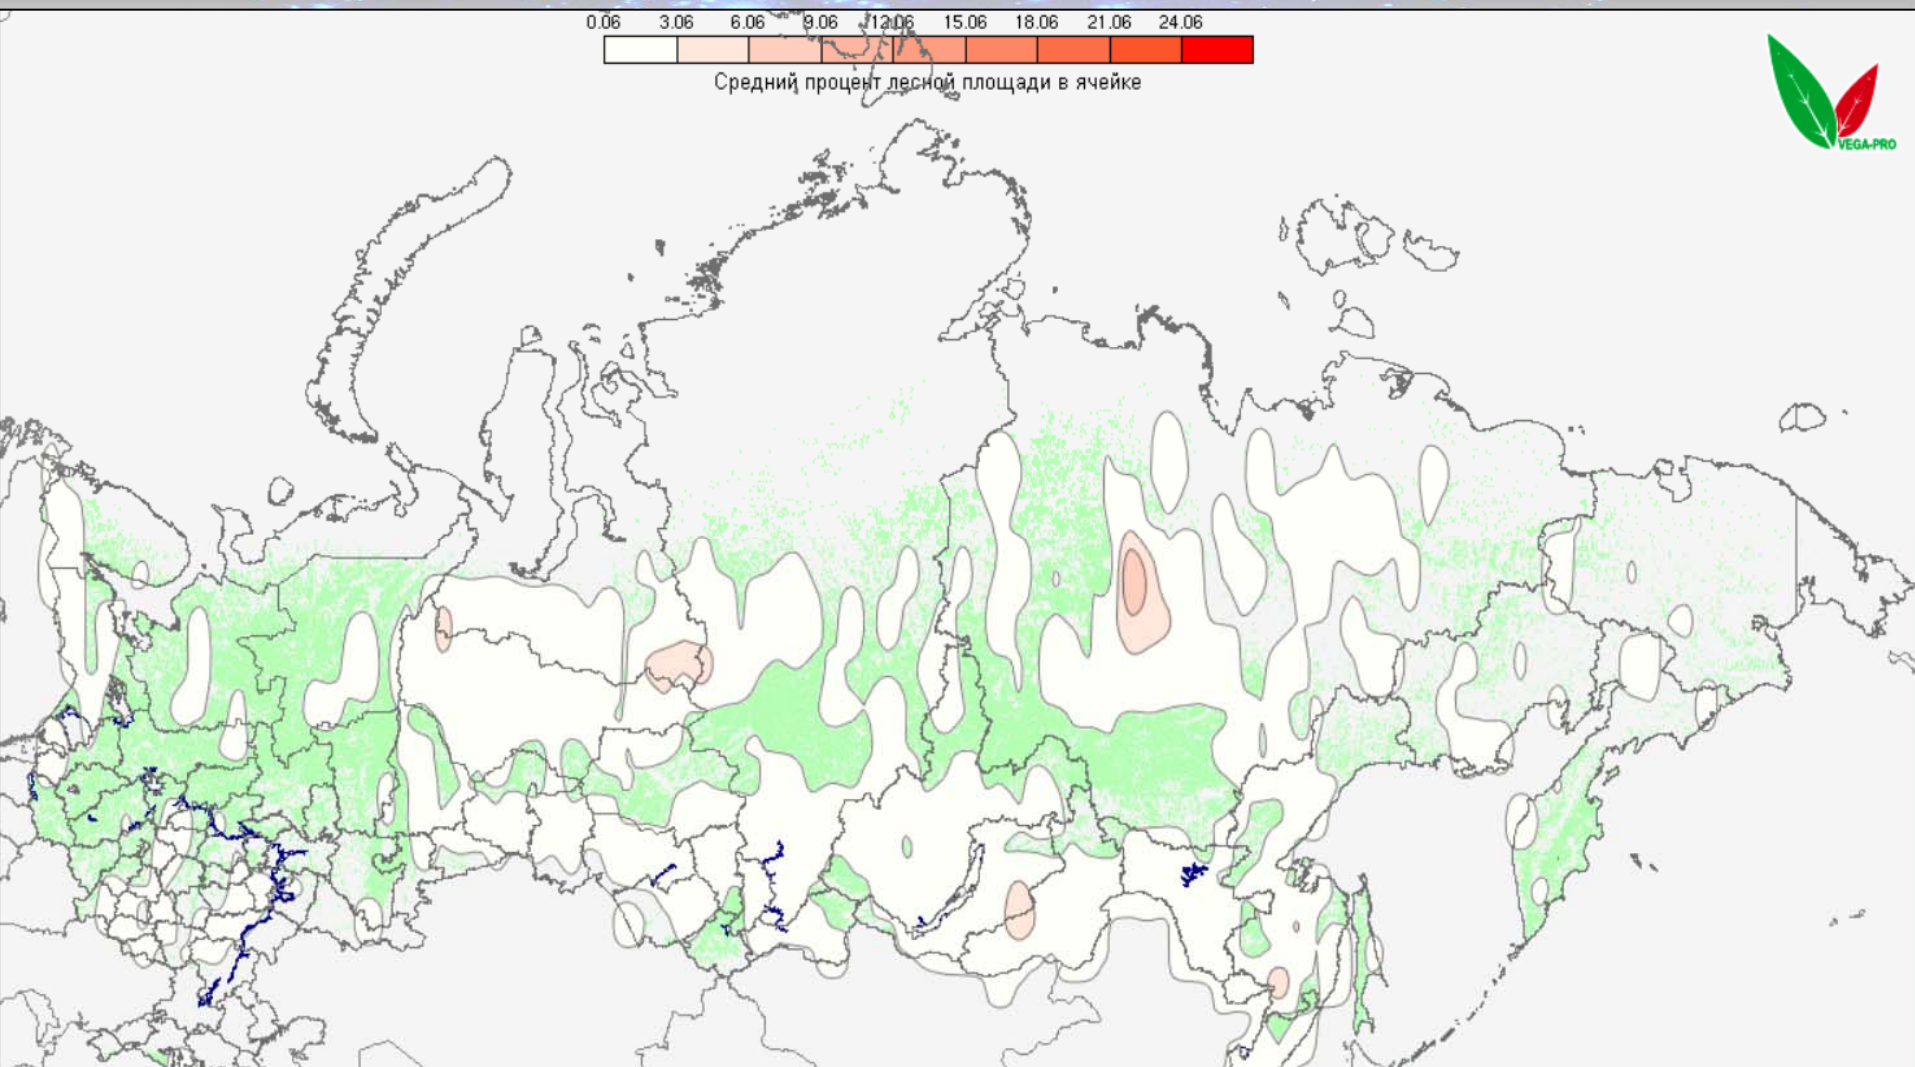 0.06 3.06 6.06 9.06 12.06 15.06 18.06 21.06 24.06
Средний процент лесной площади в ячейке
VEGA-PRO